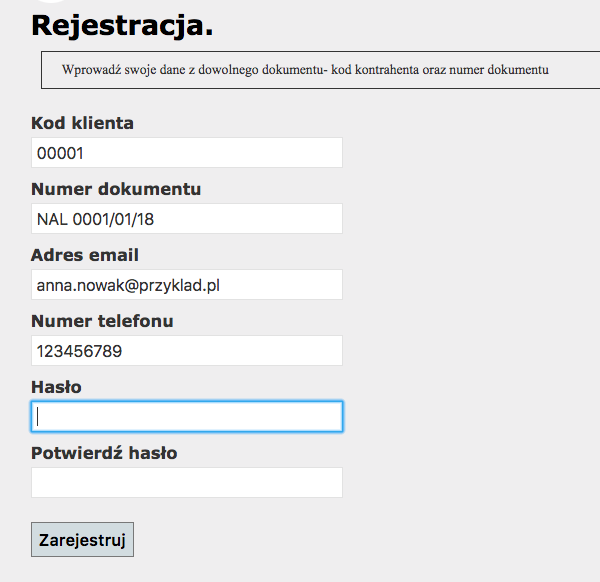 Rejestracja.
Wprowadź swoje dane z dowolnego dokumentu- kod kontrahenta oraz numer dokumentu
Kod klienta
00001
Numer dokumentu
NAL 0001/01/18
Adres email
anna.nowak@przyklad.pl
Numer telefonu
123456789
Hasło
Potwierdź hasło
Zarejestruj